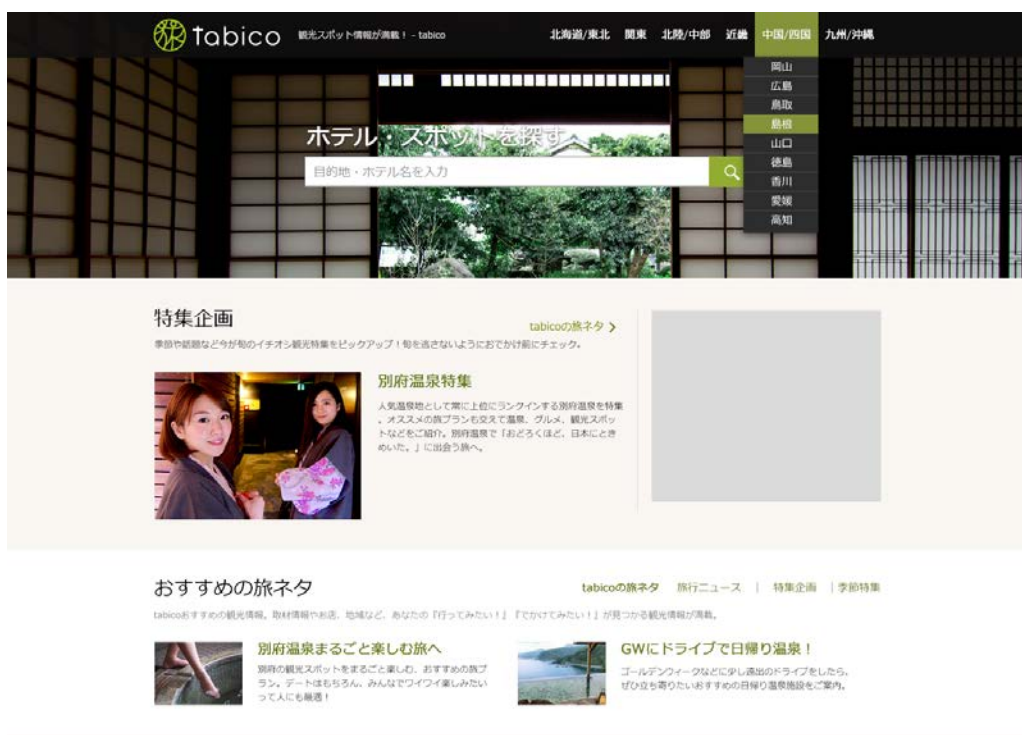 旅 tabico 観光スポット情報が満載！ - tabico
北海道/東北 関東 北陸/中部 近畿 中国/四国 九州/沖縄
岡山
広島
鳥取
島根
山口
徳島
香川
愛媛
高知
ホテル・スポットを探す
目的地・ホテル名を入力
特集企画
tabicoの旅ネタ
季節や話題など今が旬のイチオシ観光特集をピックアップ！旬を逃さないようにおでかけ前にチェック。
別府温泉特集
人気温泉地として常に上位にランクインする別府温泉を特集
。オススメの旅プランも交えて温泉、グルメ、観光スポッ
トなどをご紹介。別府温泉で「おどろくほど、日本にとき
めいた。」に出会う旅へ。
おすすめの旅ネタ
tabicoの旅ネタ 旅行ニュース | 特集企画 | 季節特集
tabicoおすすめの観光情報。取材情報やお店、地域など、あなたの『行ってみたい！』『でかけてみたい！』が見つかる観光情報が満載。
別府温泉まるごと楽しむ旅へ
別府の観光スポットをまるごと楽しむ、おすすめの旅プ
ラン。デートはもちろん、みんなでワイワイ楽しみたい
って人にも最適！
GWにドライブで日帰り温泉！
ゴールデンウィークなどに少し遠出のドライブをしたら、
ぜひ立ち寄りたいおすすめの日帰り温泉施設をご案内。